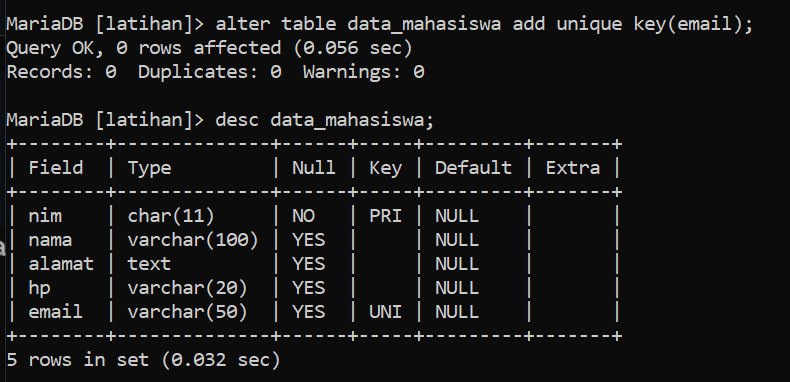 MariaDB [latihan]> alter table data_mahasiswa add unique key(email);
Query OK, 0 rows affected (0.056 sec)
Records: 0  Duplicates: 0  Warnings: 0

MariaDB [latihan]> desc data_mahasiswa;
+--------+--------------+------+-----+---------+-------+
| Field  | Type         | Null | Key | Default | Extra |
+--------+--------------+------+-----+---------+-------+
| nim    | char(11)     | NO   | PRI | NULL    |       |
| nama   | varchar(100) | YES  |     | NULL    |       |
| alamat | text         | YES  |     | NULL    |       |
| hp     | varchar(20)  | YES  |     | NULL    |       |
| email  | varchar(50)  | YES  | UNI | NULL    |       |
+--------+--------------+------+-----+---------+-------+
5 rows in set (0.032 sec)